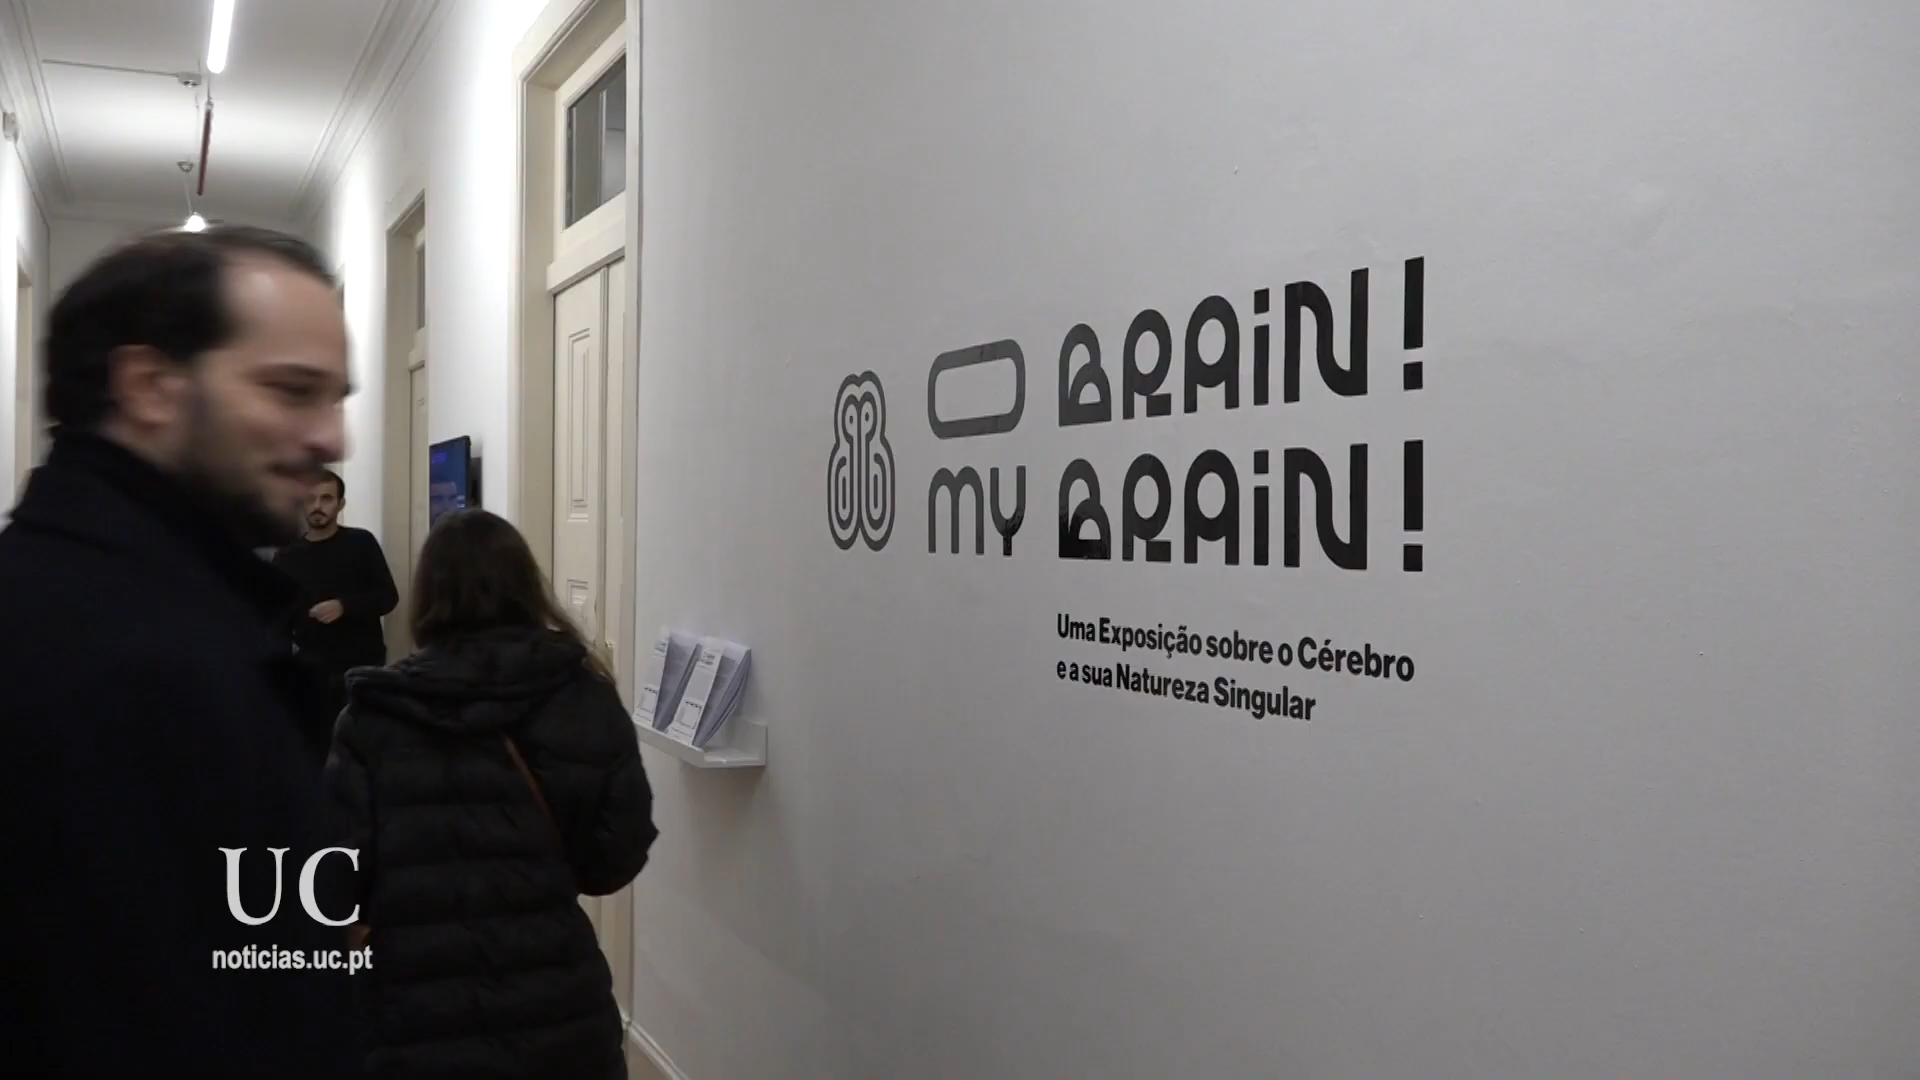 O BRAiN!
my BRAiN!
Uma Exposição sobre o Cérebro
e a sua Natureza Singular
UC
noticias.uc.pt